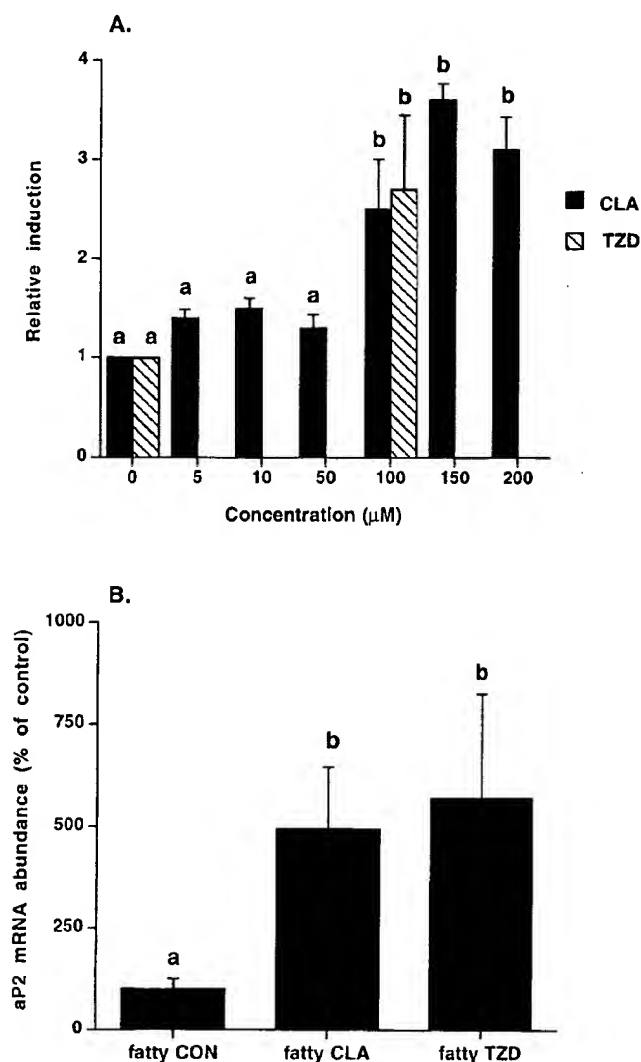 A.
4
3
2
1
0
Relative induction
a a
a
a
a
b
b
b
b
CLA
TZD
0 5 10 50 100 150 200
Concentration (µM)
B.
1000
750
500
250
0
aP2 mRNA abundance (% of control)
a
b
b
fatty CON fatty CLA fatty TZD